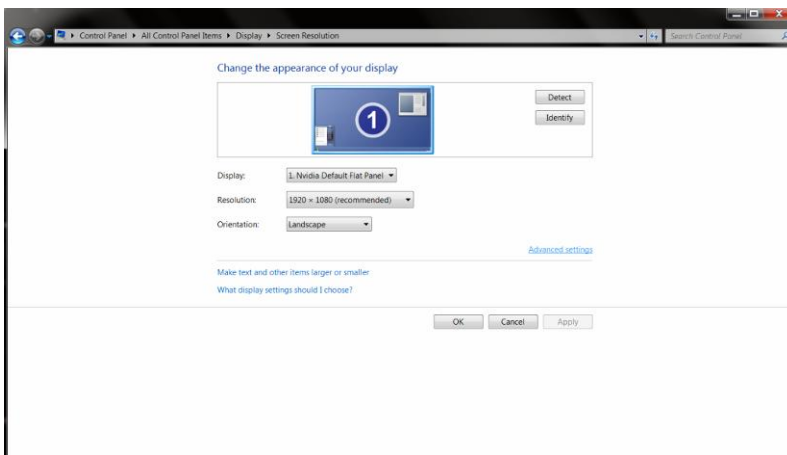 Control Panel ▸ All Control Panel Items ▸ Display ▸ Screen Resolution
Search Control Panel
Change the appearance of your display
1
Detect
Identify
Display: 1. Nvidia Default Flat Panel
Resolution: 1920 × 1080 (recommended)
Orientation: Landscape
Advanced settings
Make text and other items larger or smaller
What display settings should I choose?
OK Cancel Apply